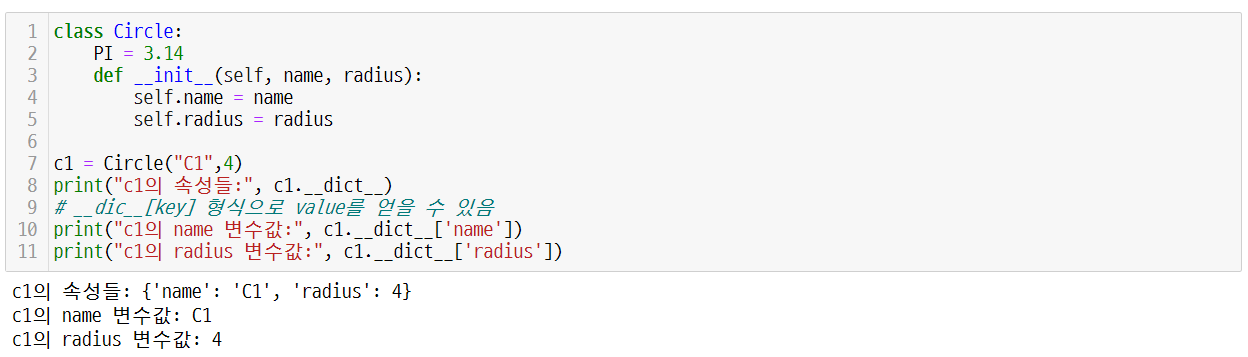 1 class Circle:
2     PI = 3.14
3     def __init__(self, name, radius):
4         self.name = name
5         self.radius = radius
6
7 c1 = Circle("C1",4)
8 print("c1의 속성들:", c1.__dict__)
9 # __dic__[key] 형식으로 value를 얻을 수 있음
10 print("c1의 name 변수값:", c1.__dict__['name'])
11 print("c1의 radius 변수값:", c1.__dict__['radius'])
c1의 속성들: {'name': 'C1', 'radius': 4}
c1의 name 변수값: C1
c1의 radius 변수값: 4